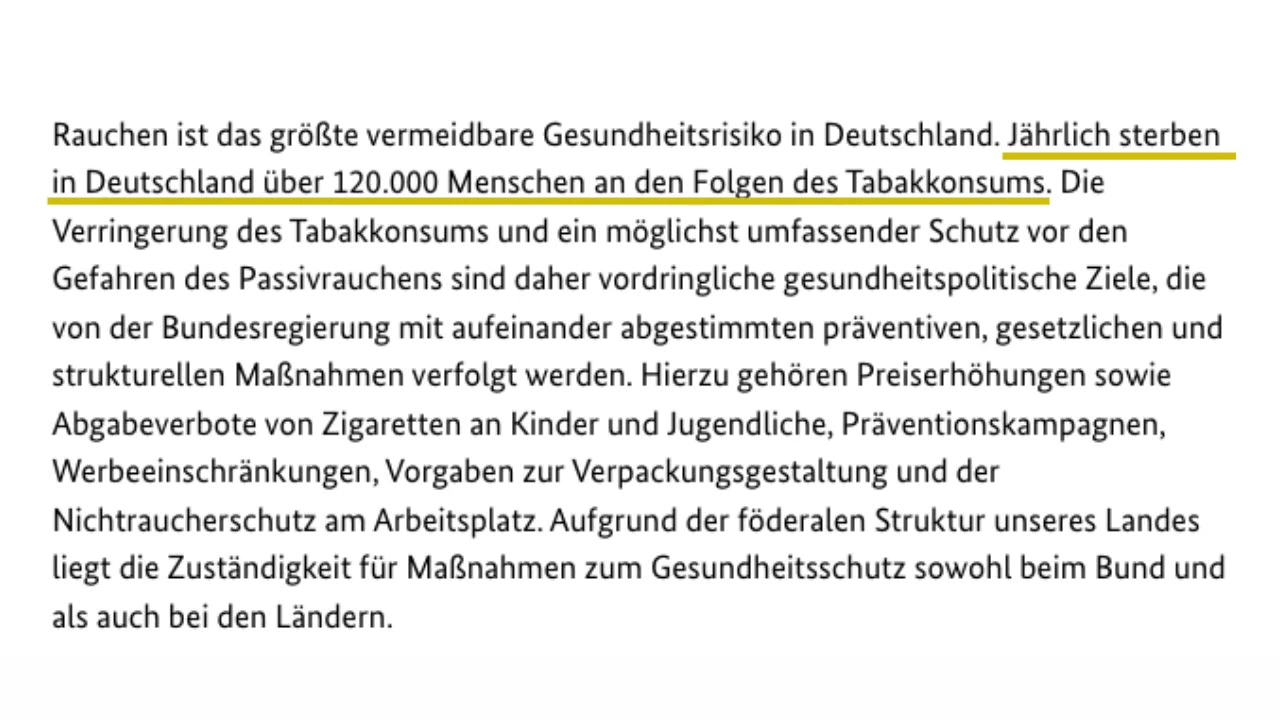 Rauchen ist das größte vermeidbare Gesundheitsrisiko in Deutschland. Jährlich sterben
in Deutschland über 120.000 Menschen an den Folgen des Tabakkonsums. Die
Verringerung des Tabakkonsums und ein möglichst umfassender Schutz vor den
Gefahren des Passivrauchens sind daher vordringliche gesundheitspolitische Ziele, die
von der Bundesregierung mit aufeinander abgestimmten präventiven, gesetzlichen und
strukturellen Maßnahmen verfolgt werden. Hierzu gehören Preiserhöhungen sowie
Abgabeverbote von Zigaretten an Kinder und Jugendliche, Präventionskampagnen,
Werbeeinschränkungen, Vorgaben zur Verpackungsgestaltung und der
Nichtraucherschutz am Arbeitsplatz. Aufgrund der föderalen Struktur unseres Landes
liegt die Zuständigkeit für Maßnahmen zum Gesundheitsschutz sowohl beim Bund und
als auch bei den Ländern.